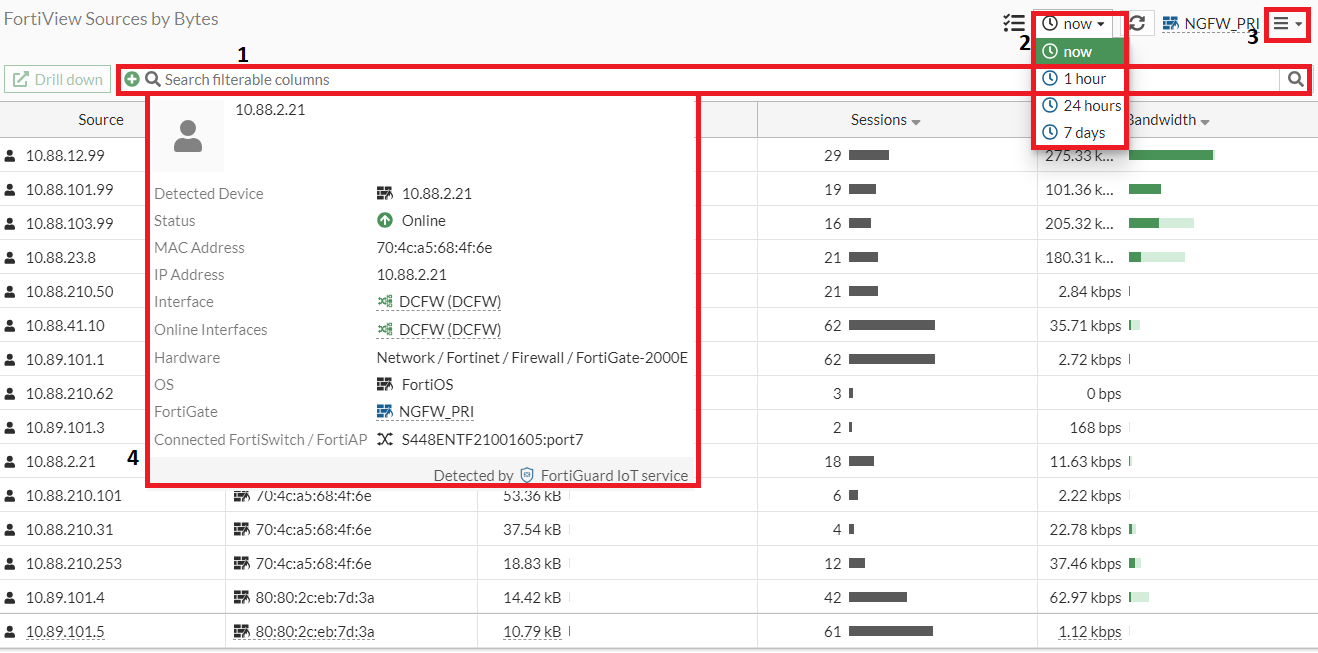 FortiView Sources by Bytes
now
NGFW_PRI
1
2
3
now
Drill down
Search filterable columns
1 hour
24 hours
7 days
Source
Sessions
Bandwidth
10.88.2.21
Detected Device 10.88.2.21
Status Online
MAC Address 70:4c:a5:68:4f:6e
IP Address 10.88.2.21
Interface DCFW (DCFW)
Online Interfaces DCFW (DCFW)
Hardware Network / Fortinet / Firewall / FortiGate-2000E
OS FortiOS
FortiGate NGFW_PRI
Connected FortiSwitch / FortiAP S448ENTF21001605:port7
Detected by FortiGuard IoT service
4
10.88.12.99 29 275.33 k...
10.88.101.99 19 101.36 k...
10.88.103.99 16 205.32 k...
10.88.23.8 21 180.31 k...
10.88.210.50 21 2.84 kbps
10.88.41.10 62 35.71 kbps
10.89.101.1 62 2.72 kbps
10.88.210.62 3 0 bps
10.89.101.3 2 168 bps
10.88.2.21 18 11.63 kbps
10.88.210.101 70:4c:a5:68:4f:6e 53.36 kB 6 2.22 kbps
10.88.210.31 70:4c:a5:68:4f:6e 37.54 kB 4 22.78 kbps
10.88.210.253 70:4c:a5:68:4f:6e 18.83 kB 12 37.46 kbps
10.89.101.4 80:80:2c:eb:7d:3a 14.42 kB 42 62.97 kbps
10.89.101.5 80:80:2c:eb:7d:3a 10.79 kB 61 1.12 kbps